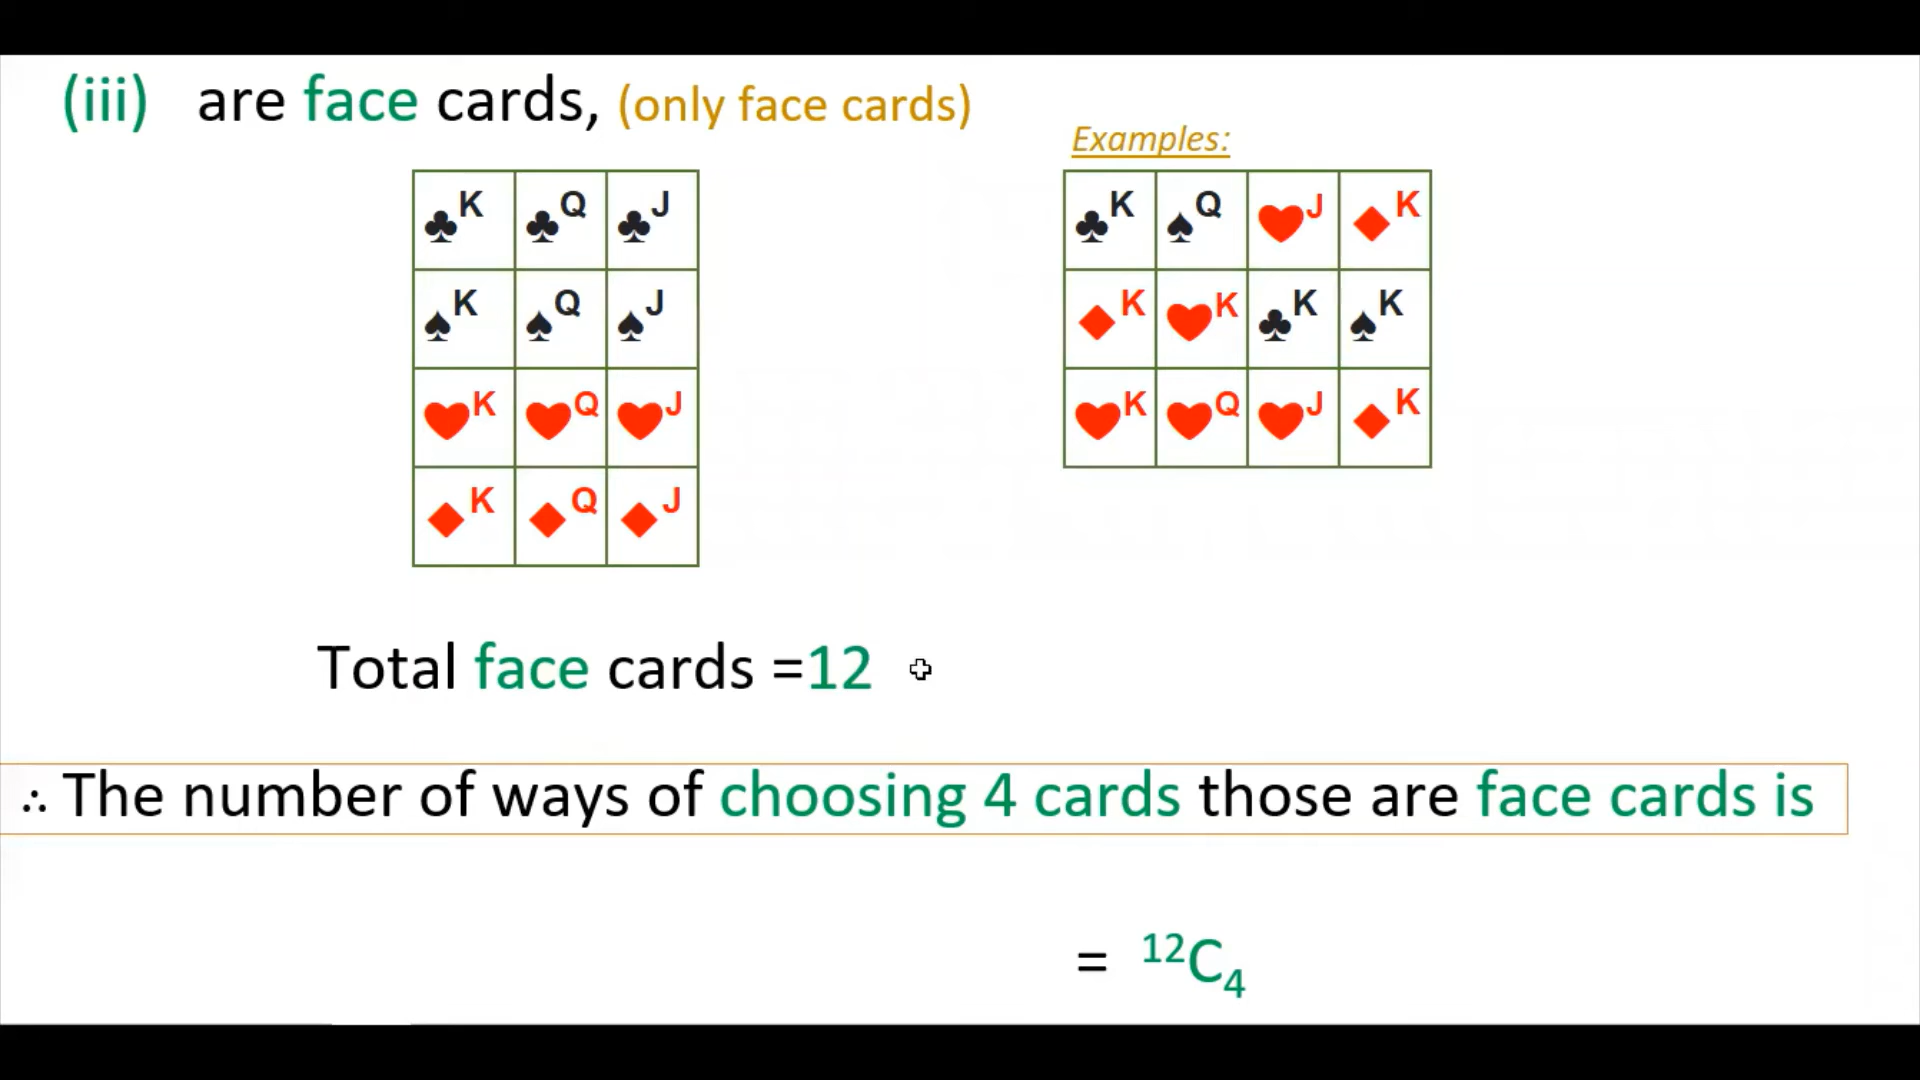 (iii) are face cards, (only face cards)
Examples:
♣K ♣Q ♣J
♠K ♠Q ♠J
♥K ♥Q ♥J
♦K ♦Q ♦J
♣K ♠Q ♥J ♦K
♦K ♥K ♣K ♠K
♥K ♥Q ♥J ♦K
Total face cards =12
∴ The number of ways of choosing 4 cards those are face cards is
= ¹²C₄